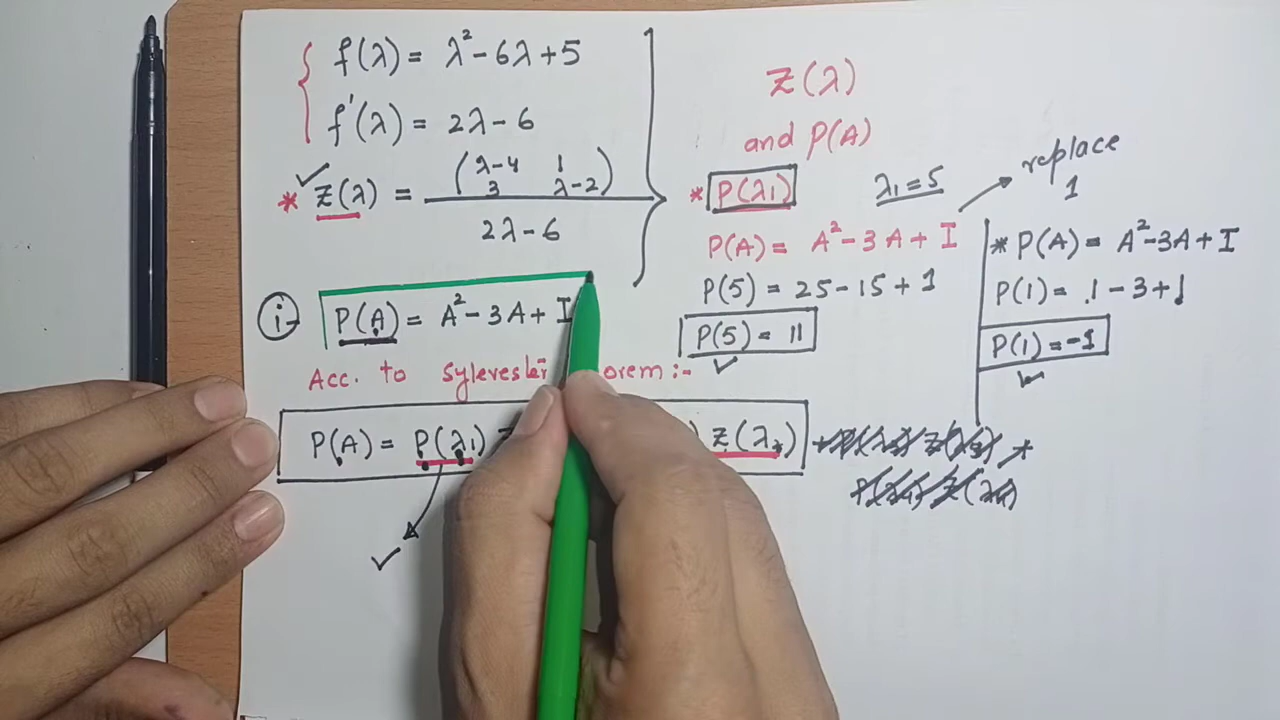 f(λ) = λ² - 6λ + 5
f'(λ) = 2λ - 6
✓
* z(λ) = (λ-4 1
3 λ-2)
2λ - 6
i- P(A) = A² - 3A + I
Acc. to
P(A) = P(λ1) z(λ2)
✓
Z(λ)
and P(A)
* P(λ1) λ1 = 5
P(A) = A² - 3A + I
P(5) = 25 - 15 + 1
P(5) = 11
✓
replace
1
* P(A) = A² - 3A + I
P(1) = 1 - 3 + 1
P(1) = -1
✓